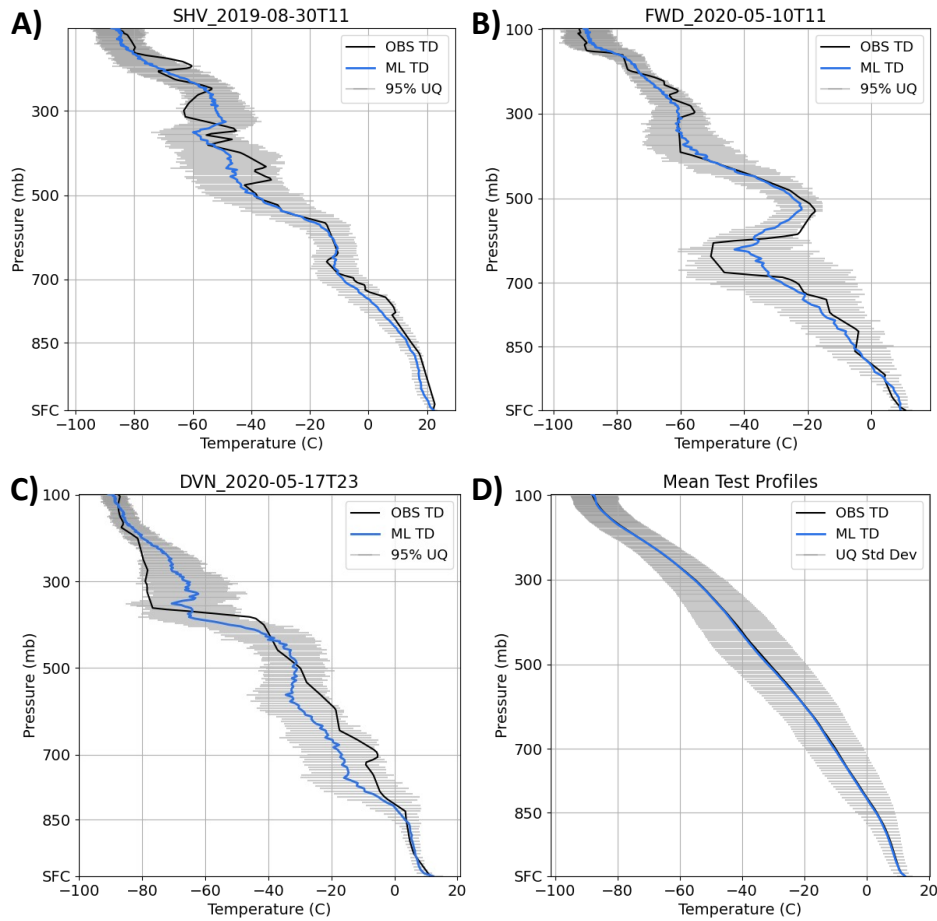 A)
SHV_2019-08-30T11
OBS TD
ML TD
95% UQ
300
500
700
850
SFC
Pressure (mb)
−100 −80 −60 −40 −20 0 20
Temperature (C)
B)
FWD_2020-05-10T11
OBS TD
ML TD
95% UQ
100
300
500
700
850
SFC
Pressure (mb)
−100 −80 −60 −40 −20 0
Temperature (C)
C)
DVN_2020-05-17T23
OBS TD
ML TD
95% UQ
100
300
500
700
850
SFC
Pressure (mb)
−100 −80 −60 −40 −20 0 20
Temperature (C)
D)
Mean Test Profiles
OBS TD
ML TD
UQ Std Dev
100
300
500
700
850
SFC
Pressure (mb)
−100 −80 −60 −40 −20 0 20
Temperature (C)